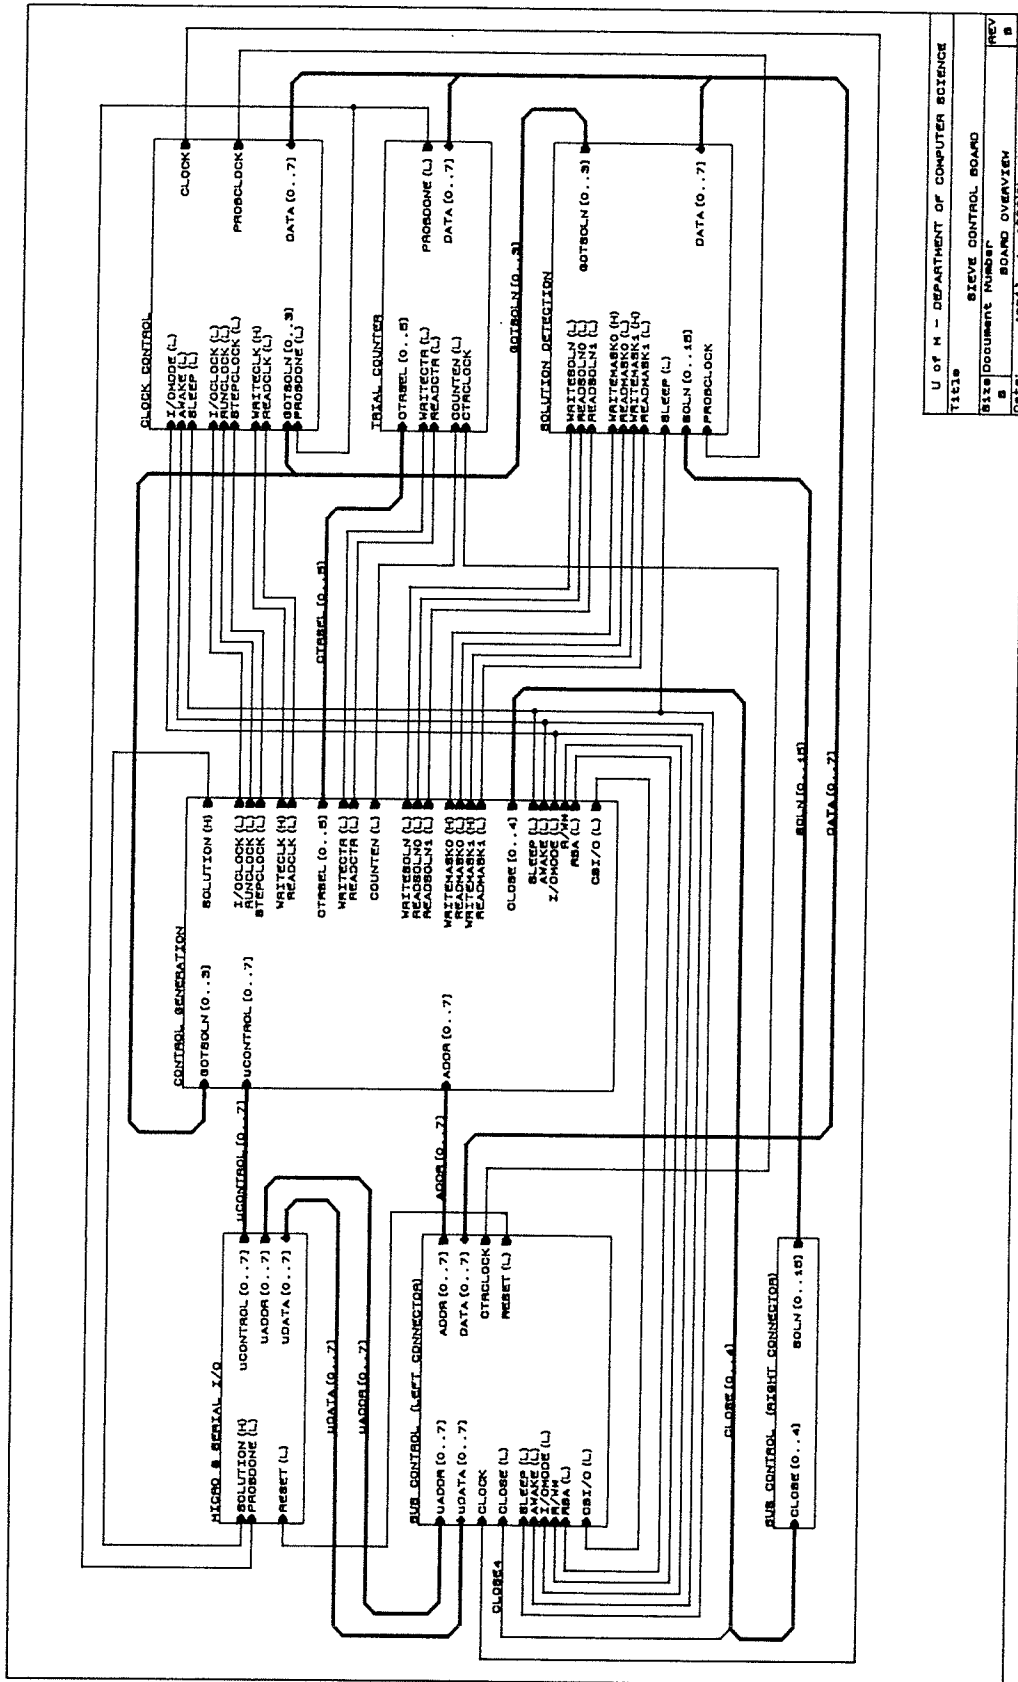 MICRO & SERIAL I/O
SOLUTION (H)
PROBDONE (L)
RESET (L)
UCONTROL [0..7]
UADDR [0..7]
UDATA [0..7]
UCONTROL [0..7]
UDATA [0..7]
UADDR [0..7]
BUS CONTROL (LEFT CONNECTOR)
UADDR [0..7]
UDATA [0..7]
CLOCK
CLOSE (L)
SLEEP (L)
AWAKE (L)
I/OMODE (L)
R/WH
RSA (L)
CSI/O (L)
ADDR [0..7]
DATA [0..7]
CTRCLOCK
RESET (L)
ADDR [0..7]
CLOSE4
CLOSE [0..4]
BUS CONTROL (RIGHT CONNECTOR)
CLOSE [0..4]
SOLN [0..15]
CONTROL GENERATION
GOTSOLN [0..3]
UCONTROL [0..7]
ADDR [0..7]
SOLUTION (H)
I/OCLOCK (L)
RUNCLOCK (L)
STEPCLOCK (L)
WRITECLK (H)
READCLK (L)
CTRSEL [0..5]
WRITECTR (L)
READCTR (L)
COUNTEN (L)
WRITESOLN (L)
READSOLN0 (L)
READSOLN1 (L)
WRITEMASK0 (H)
READMASK0 (L)
WRITEMASK1 (H)
READMASK1 (L)
CLOSE [0..4]
SLEEP (L)
AWAKE (L)
I/OMODE (L)
R/WH
RSA (L)
CSI/O (L)
CTRSEL [0..5]
SOLN [0..15]
DATA [0..7]
CLOCK CONTROL
I/OMODE (L)
AWAKE (L)
SLEEP (L)
I/OCLOCK (L)
RUNCLOCK (L)
STEPCLOCK (L)
WRITECLK (H)
READCLK (L)
GOTSOLN [0..3]
PROBDONE (L)
CLOCK
PROBCLOCK
DATA [0..7]
TRIAL COUNTER
CTRSEL [0..5]
WRITECTR (L)
READCTR (L)
COUNTEN (L)
CTRCLOCK
PROBDONE (L)
DATA [0..7]
GOTSOLN [0..3]
SOLUTION DETECTION
WRITESOLN (L)
READSOLN0 (L)
READSOLN1 (L)
WRITEMASK0 (H)
READMASK0 (L)
WRITEMASK1 (H)
READMASK1 (L)
SLEEP (L)
SOLN [0..15]
PROBCLOCK
GOTSOLN [0..3]
DATA [0..7]
U of M - DEPARTMENT OF COMPUTER SCIENCE
Title
SIEVE CONTROL BOARD
Size Document Number REV
B BOARD OVERVIEW B
Date: